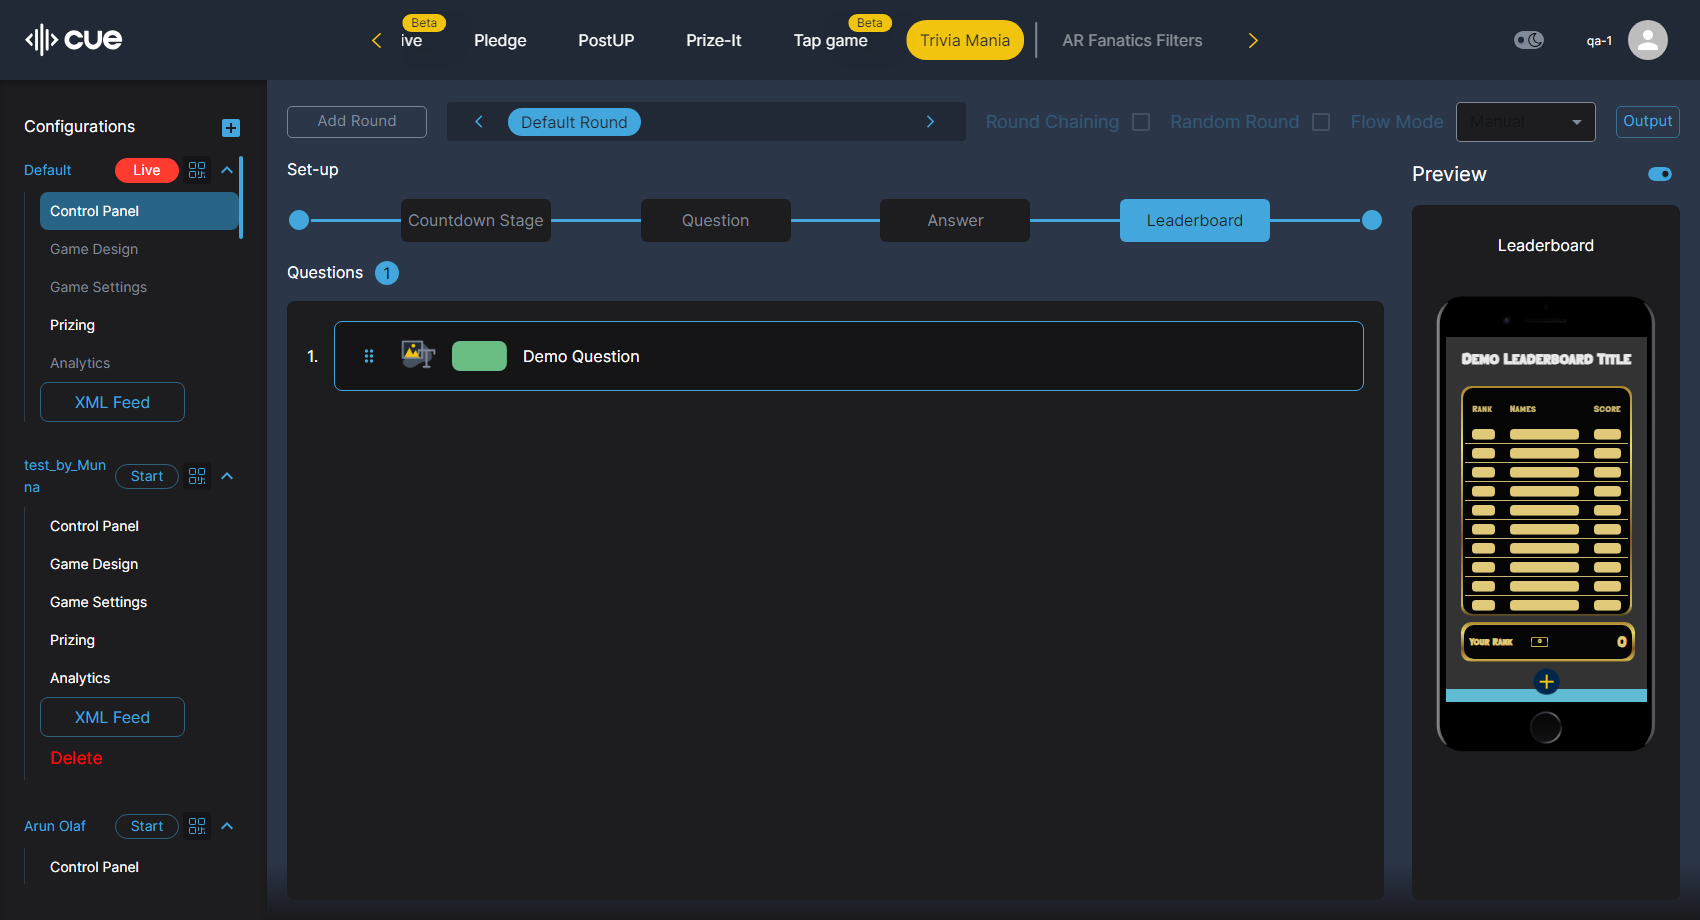 cue
Beta
ive
Pledge
PostUP
Prize-It
Beta
Tap game
Trivia Mania
AR Fanatics Filters
qa-1
Configurations
Default
Live
Control Panel
Game Design
Game Settings
Prizing
Analytics
XML Feed
test_by_Mun
na
Start
Control Panel
Game Design
Game Settings
Prizing
Analytics
XML Feed
Delete
Arun Olaf
Start
Control Panel
Add Round
Default Round
Round Chaining
Random Round
Flow Mode
Manual
Output
Set-up
Countdown Stage
Question
Answer
Leaderboard
Questions 1
1.
Demo Question
Preview
Leaderboard
Demo Leaderboard Title
Rank Names Score
Your Rank 0